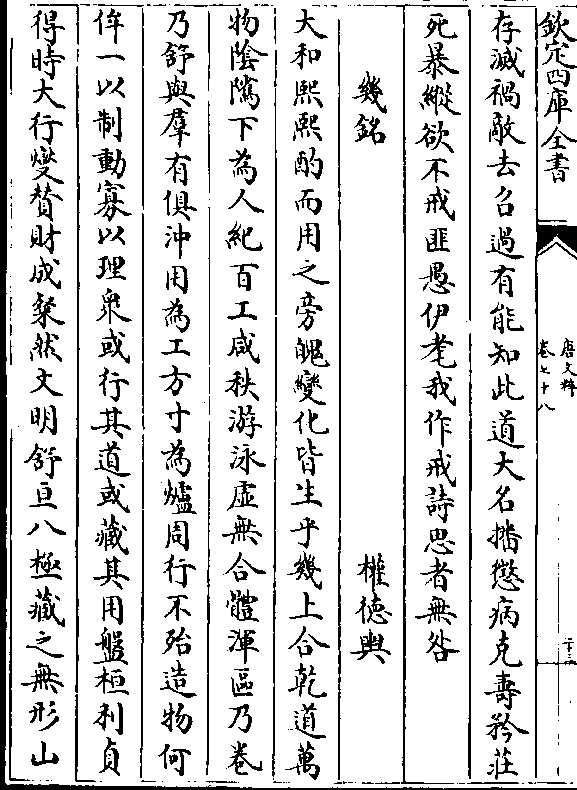 欽定四庫全書
唐文粹
卷七十八
二十三
存滅禍敵去召過有能知此道大名播懲病克壽矜莊
死暴縱欲不戒匪愚伊耄我作戒詩思者無咎
幾銘 權德輿
大和熙熙酌而用之旁魄變化皆生乎幾上合乾道萬
物陰隲下為人紀百工咸秩游泳虛無合體渾區乃卷
乃舒與羣有俱沖用為工方寸為爐周行不殆造物何
侔一以制動寡以理衆或行其道或藏其用盤桓利貞
得時大行爕賛財成粲然文明舒亘八極藏之無形山